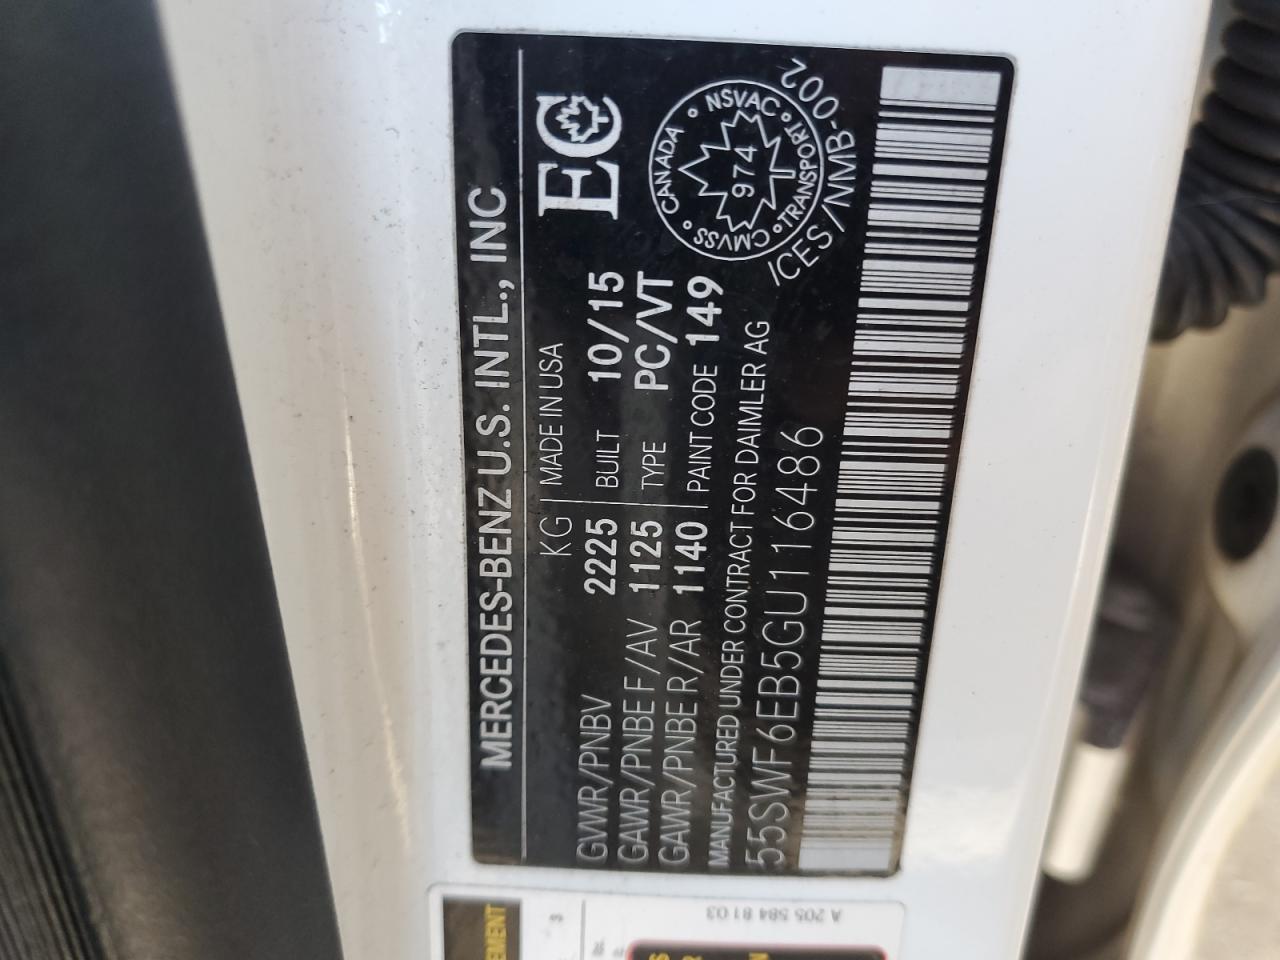 MERCEDES-BENZ U.S. INTL., INC
KG MADE IN USA
GVWR/PNBV 2225 BUILT 10/15
GAWR/PNBE F/AV 1125 TYPE PC/VT
GAWR/PNBE R/AR 1140 PAINT CODE 149
MANUFACTURED UNDER CONTRACT FOR DAIMLER AG
55SWF6EB5GU116486
EC
CANADA NSVAC TRANSPORT CMVSS
974
ICES/NMB-002
A 205 584 81 03
EMENT